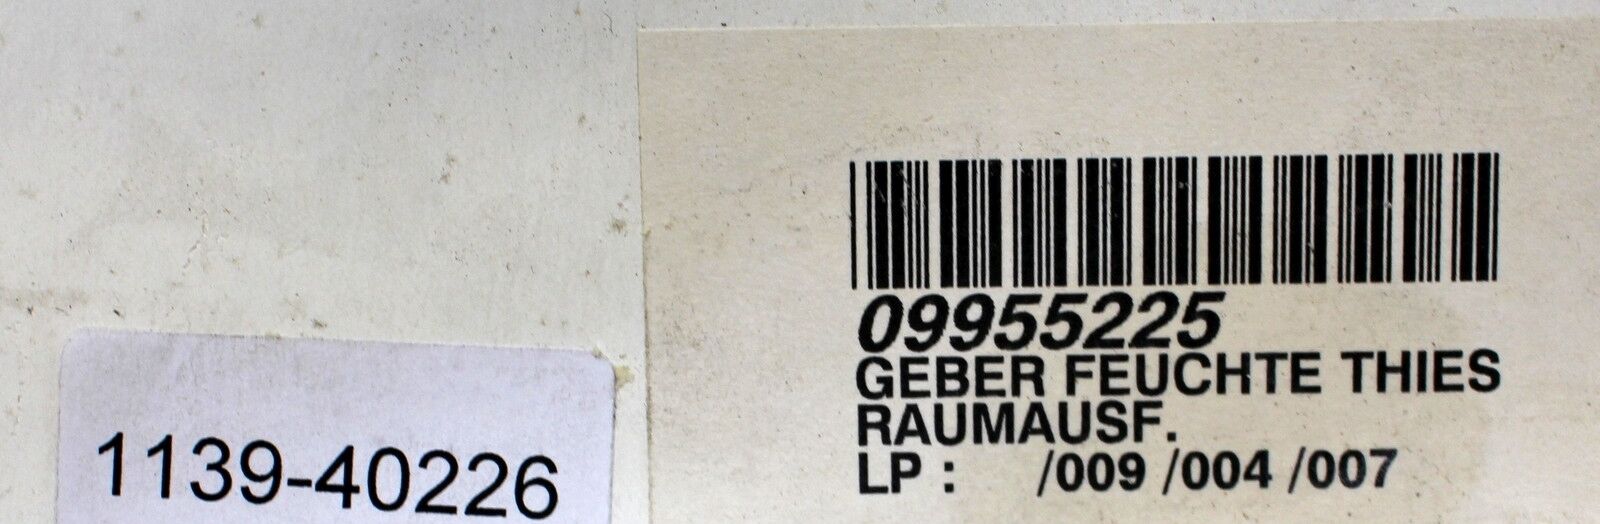 09955225
GEBER FEUCHTE THIES
RAUMAUSF.
LP : /009 /004 /007
1139-40226